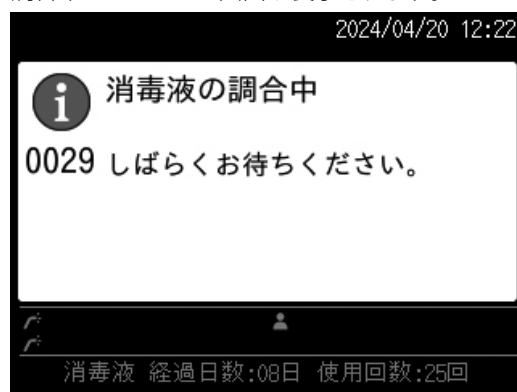 2024/04/20 12:22
消毒液の調合中
0029 しばらくお待ちください。
消毒液 経過日数:08日 使用回数:25回